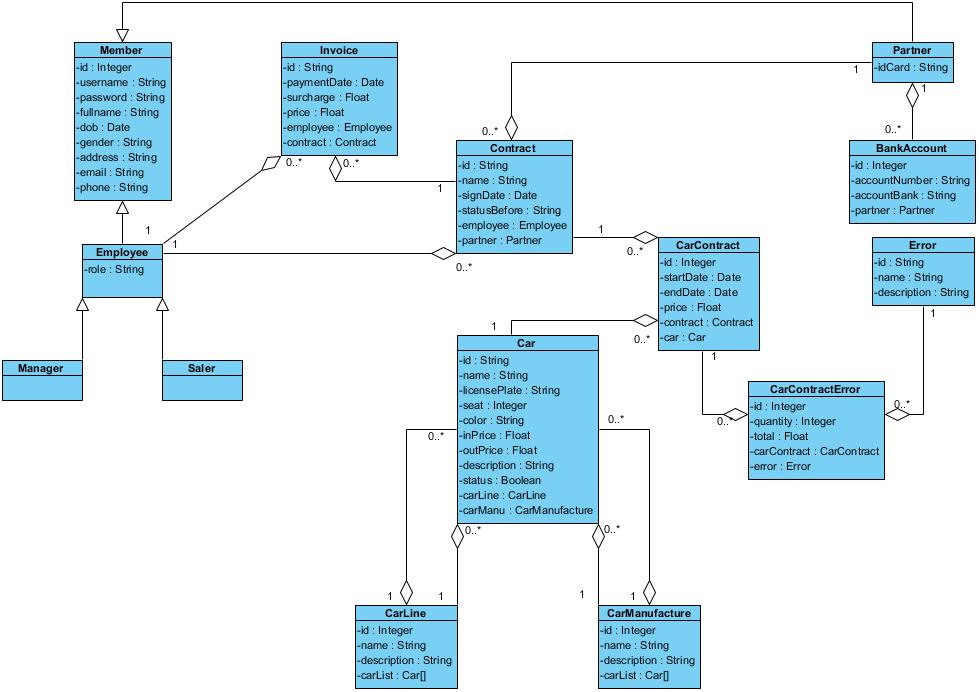 Member
-id : Integer
-username : String
-password : String
-fullname : String
-dob : Date
-gender : String
-address : String
-email : String
-phone : String
Invoice
-id : String
-paymentDate : Date
-surcharge : Float
-price : Float
-employee : Employee
-contract : Contract
0..*
0..*
Partner
-idCard : String
1
1
0..*
0..*
Contract
-id : String
-name : String
-signDate : Date
-statusBefore : String
-employee : Employee
-partner : Partner
1
1
0..*
0..*
BankAccount
-id : Integer
-accountNumber : String
-accountBank : String
-partner : Partner
1
1
Employee
-role : String
CarContract
-id : Integer
-startDate : Date
-endDate : Date
-price : Float
-contract : Contract
-car : Car
0..*
1
Error
-id : String
-name : String
-description : String
1
Manager
Saler
1
Car
-id : String
-name : String
-licensePlate : String
-seat : Integer
-color : String
-inPrice : Float
-outPrice : Float
-description : String
-status : Boolean
-carLine : CarLine
-carManu : CarManufacture
0..*
0..*
0..*
0..*
CarContractError
-id : Integer
-quantity : Integer
-total : Float
-carContract : CarContract
-error : Error
0..*
0..*
1
1
1
1
CarLine
-id : Integer
-name : String
-description : String
-carList : Car[]
CarManufacture
-id : Integer
-name : String
-description : String
-carList : Car[]